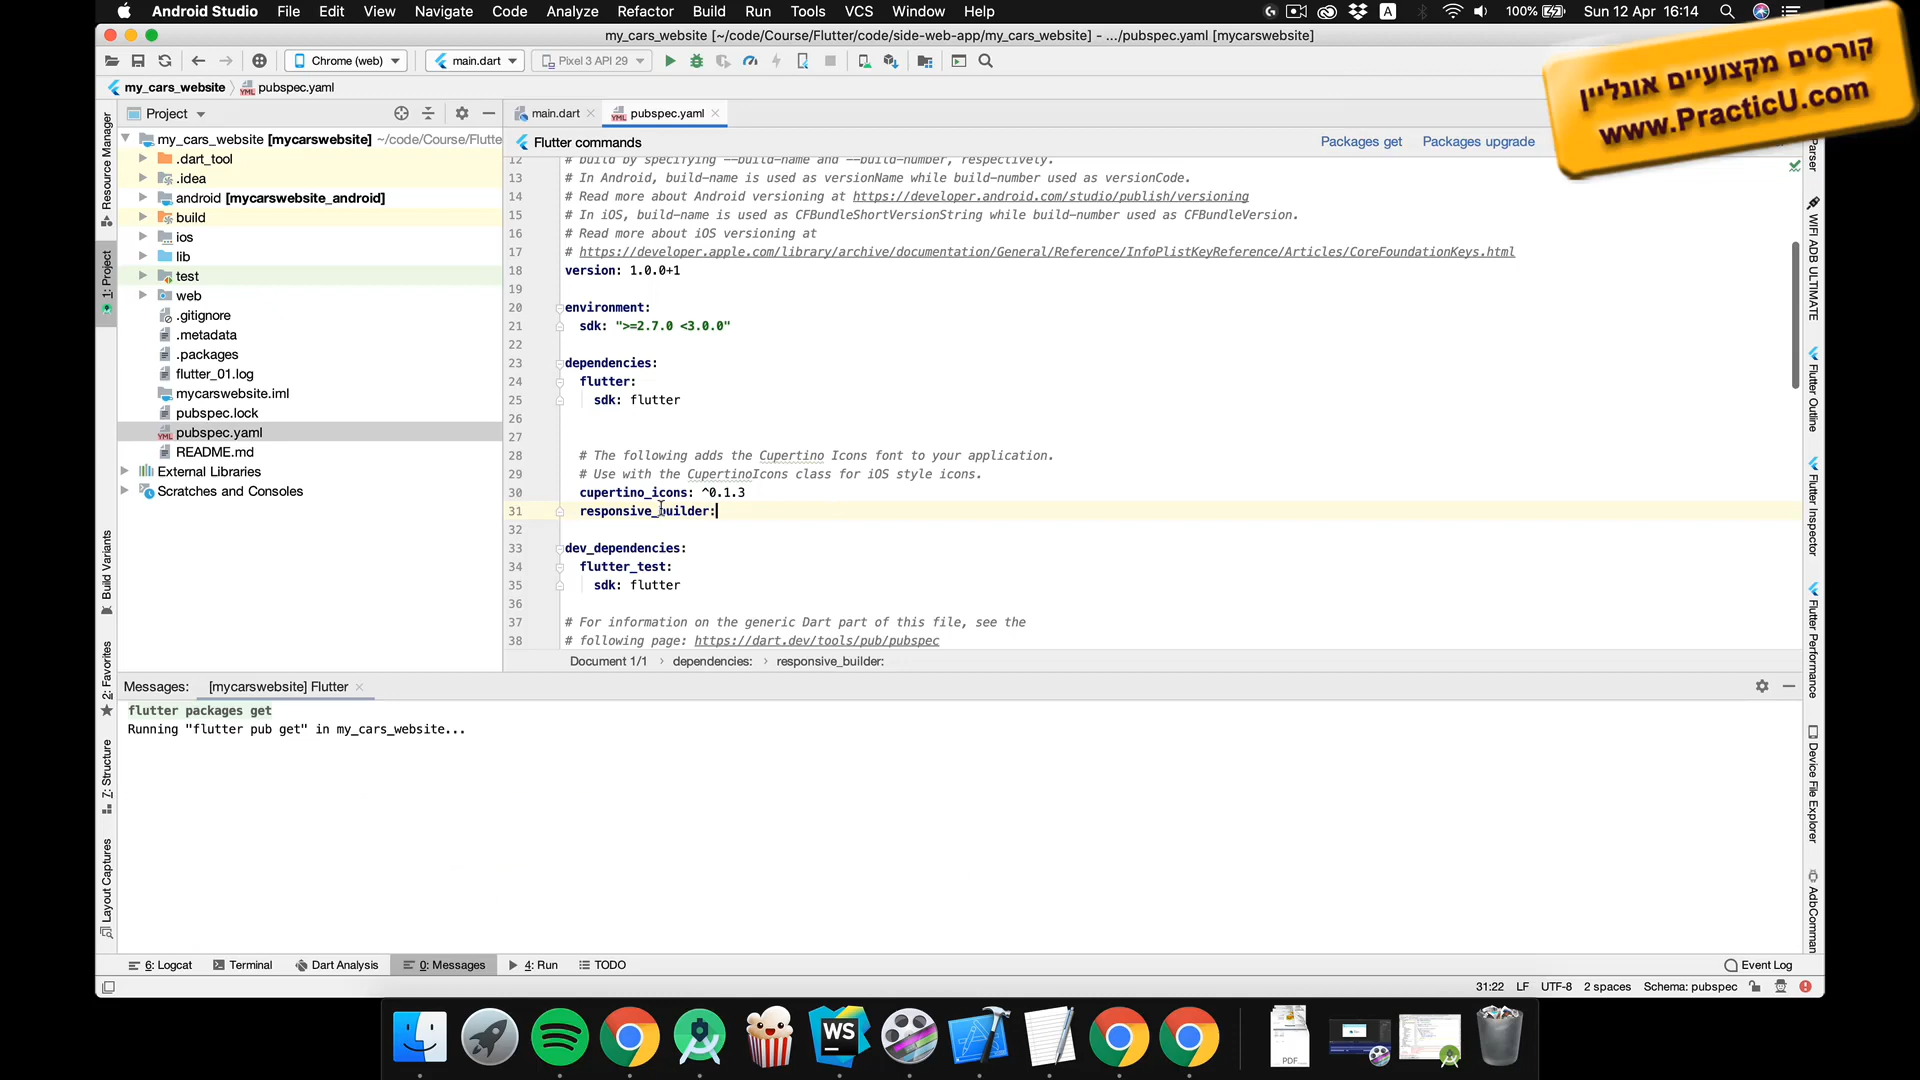 Android Studio File Edit View Navigate Code Analyze Refactor Build Run Tools VCS Window Help
A 100% Sun 12 Apr 16:14
my_cars_website [~/code/Course/Flutter/code/side-web-app/my_cars_website] - .../pubspec.yaml [mycarswebsite]
Chrome (web) main.dart Pixel 3 API 29
my_cars_website pubspec.yaml
קורסים מקצועיים אונליין
www.PracticU.com
Project
main.dart pubspec.yaml
Flutter commands Packages get Packages upgrade
my_cars_website [mycarswebsite] ~/code/Course/Flutte
.dart_tool
.idea
android [mycarswebsite_android]
build
ios
lib
test
web
.gitignore
.metadata
.packages
flutter_01.log
mycarswebsite.iml
pubspec.lock
pubspec.yaml
README.md
External Libraries
Scratches and Consoles
12 # build by specifying --build-name and --build-number, respectively.
13 # In Android, build-name is used as versionName while build-number used as versionCode.
14 # Read more about Android versioning at https://developer.android.com/studio/publish/versioning
15 # In iOS, build-name is used as CFBundleShortVersionString while build-number used as CFBundleVersion.
16 # Read more about iOS versioning at
17 # https://developer.apple.com/library/archive/documentation/General/Reference/InfoPlistKeyReference/Articles/CoreFoundationKeys.html
18 version: 1.0.0+1
19
20 environment:
21 sdk: ">=2.7.0 <3.0.0"
22
23 dependencies:
24 flutter:
25 sdk: flutter
26
27
28 # The following adds the Cupertino Icons font to your application.
29 # Use with the CupertinoIcons class for iOS style icons.
30 cupertino_icons: ^0.1.3
31 responsive_builder:
32
33 dev_dependencies:
34 flutter_test:
35 sdk: flutter
36
37 # For information on the generic Dart part of this file, see the
38 # following page: https://dart.dev/tools/pub/pubspec
Document 1/1 › dependencies: › responsive_builder:
Resource Manager
1: Project
Build Variants
2: Favorites
7: Structure
Layout Captures
Parser
WIFI ADB ULTIMATE
Flutter Outline
Flutter Inspector
Flutter Performance
Device File Explorer
AdbComman
Messages: [mycarswebsite] Flutter
flutter packages get
Running "flutter pub get" in my_cars_website...
6: Logcat Terminal Dart Analysis 0: Messages 4: Run TODO Event Log
31:22 LF UTF-8 2 spaces Schema: pubspec
WS
PDF